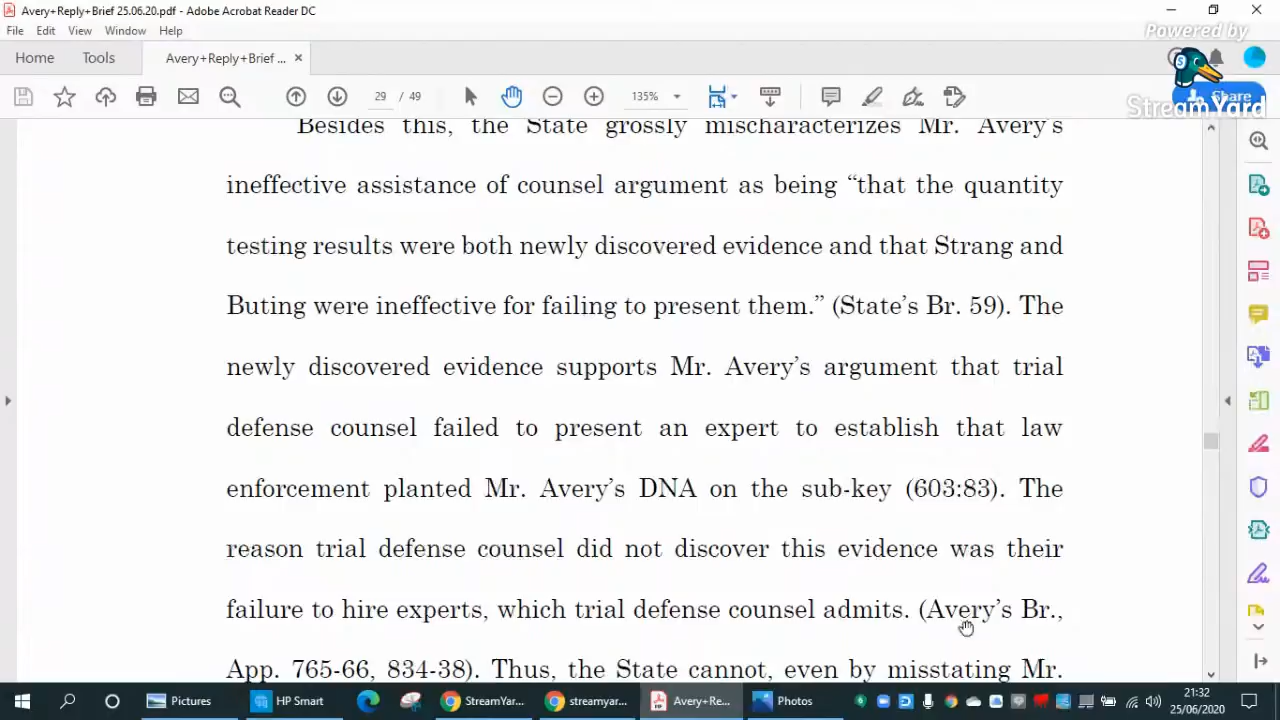 Avery+Reply+Brief 25.06.20.pdf - Adobe Acrobat Reader DC
File Edit View Window Help
Powered by
Home Tools Avery+Reply+Brief ... ×
29 / 49 135% Share
StreamYard
Besides this, the State grossly mischaracterizes Mr. Avery's
ineffective assistance of counsel argument as being “that the quantity
testing results were both newly discovered evidence and that Strang and
Buting were ineffective for failing to present them.” (State’s Br. 59). The
newly discovered evidence supports Mr. Avery’s argument that trial
defense counsel failed to present an expert to establish that law
enforcement planted Mr. Avery’s DNA on the sub-key (603:83). The
reason trial defense counsel did not discover this evidence was their
failure to hire experts, which trial defense counsel admits. (Avery’s Br.,
App. 765-66, 834-38). Thus, the State cannot, even by misstating Mr.
Pictures HP Smart StreamYar... streamyar... Avery+Re... Photos
21:32
25/06/2020